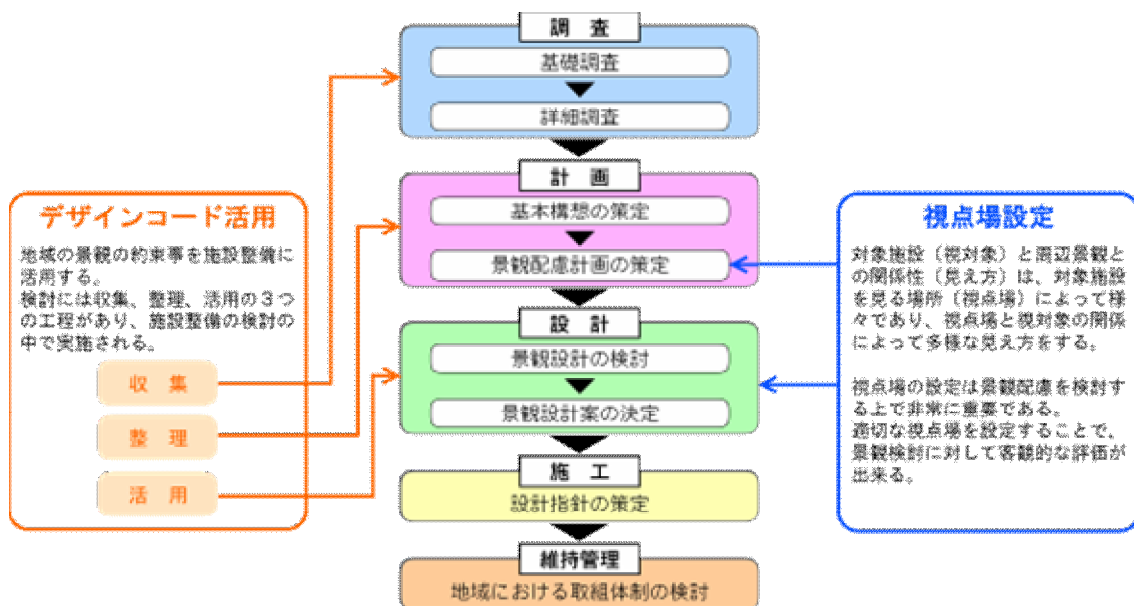 調 査
基礎調査
詳細調査
計 画
基本構想の策定
景観配慮計画の策定
設 計
景観設計の検討
景観設計案の決定
施 工
設計指針の策定
維持管理
地域における取組体制の検討
デザインコード活用
地域の景観の約束事を施設整備に
活用する。
検討には収集、整理、活用の3つ
の工程があり、施設整備の検討の
中で実施される。
収 集
整 理
活 用
視点場設定
対象施設（視対象）と周辺景観と
の関係性（見え方）は、対象施設
を見る場所（視点場）によって様
々であり、視点場と視対象の関係
によって多様な見え方をする。
視点場の設定は景観配慮を検討す
る上で非常に重要である。
適切な視点場を設定することで、
景観検討に対して客観的な評価が
出来る。